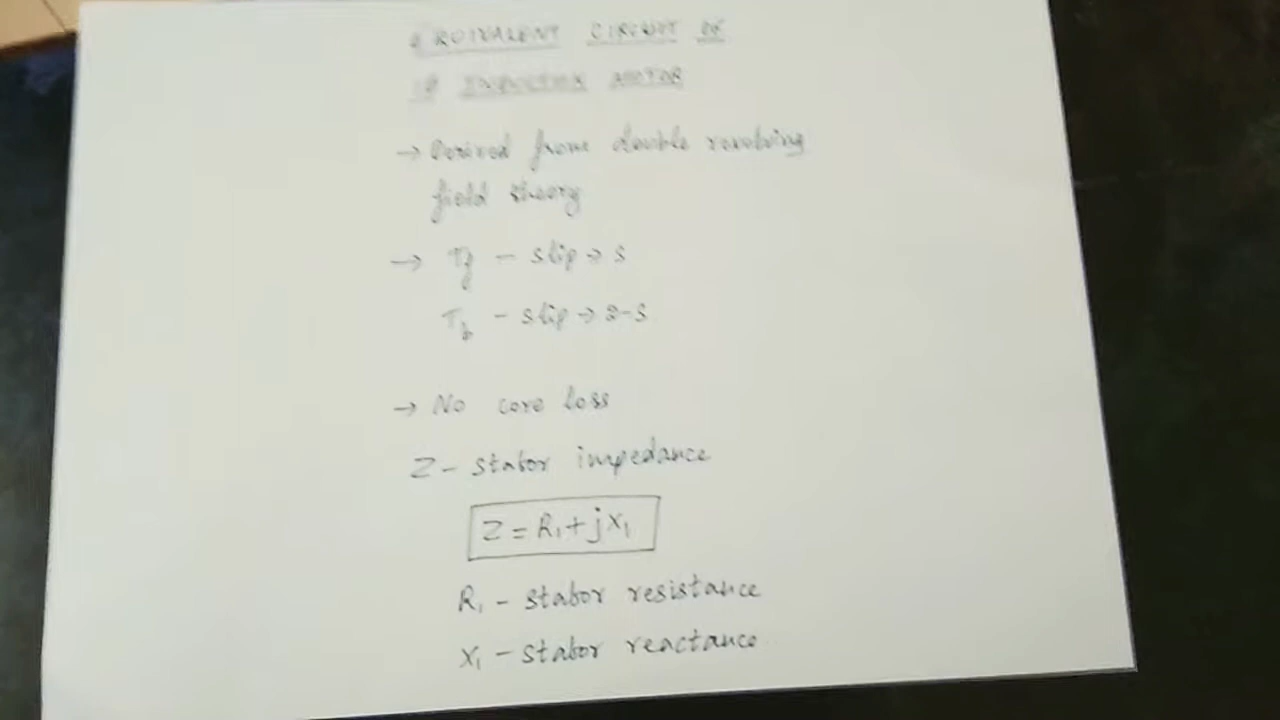 EQUIVALENT CIRCUIT OF
1φ INDUCTION MOTOR
→ Derived from double revolving
field theory
→ Tf - slip → s
Tb - slip → 2-s
→ No core loss
Z - stator impedance
Z = R₁ + jX₁
R₁ - stator resistance
X₁ - stator reactance